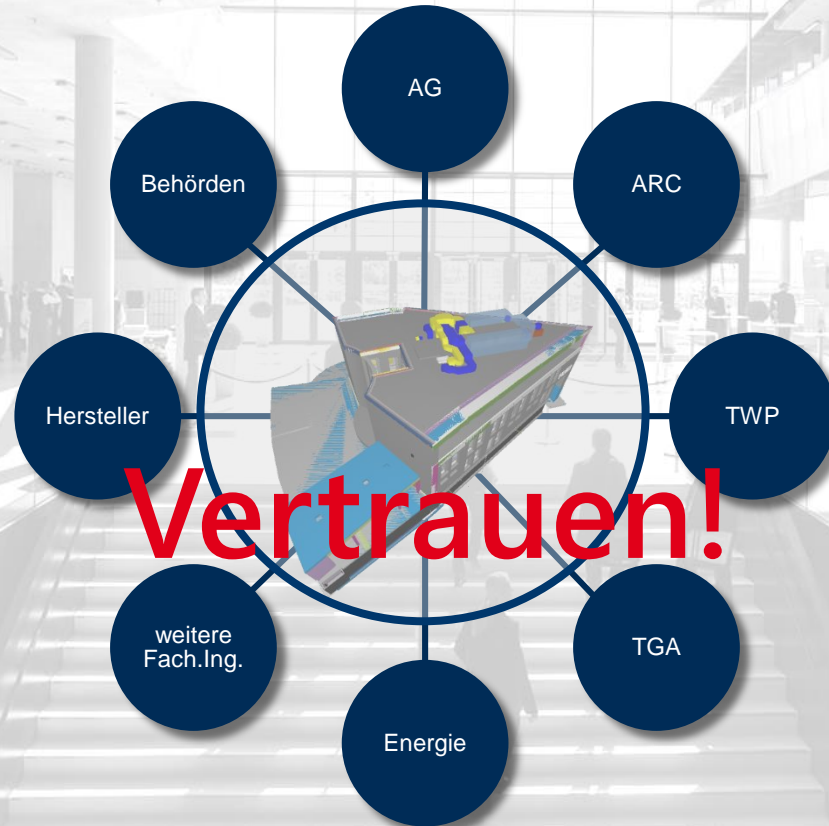 AG
Behörden
ARC
Hersteller
TWP
Vertrauen!
weitere
Fach.Ing.
TGA
Energie